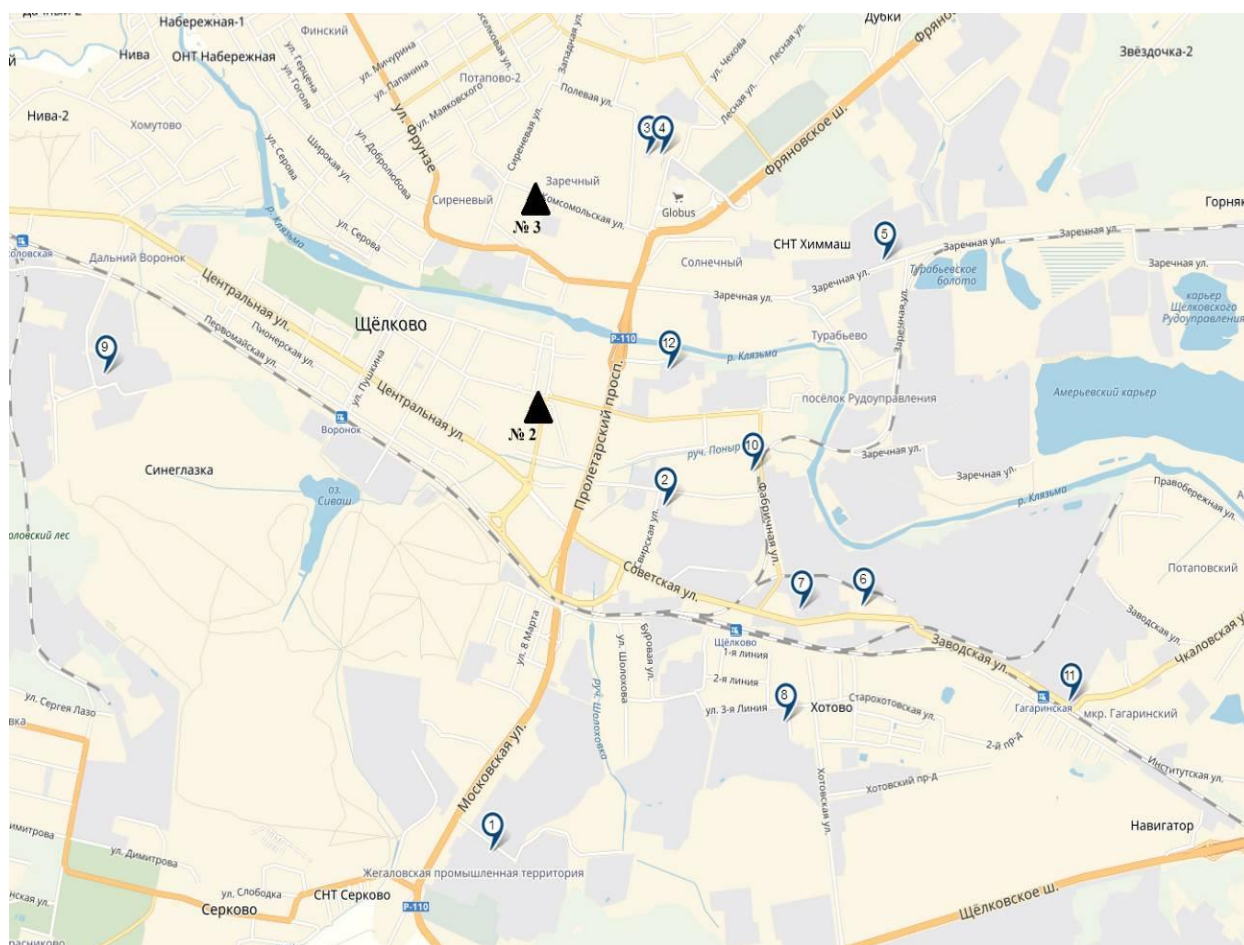 Дубки
Набережная-1
Финский
Нива
ОНТ Набережная
Звёздочка-2
Нива-2
Хомутово
ул. Герцена
ул. Гоголя
ул. Мичурина
ул. Папанина
ул. Маяковского
Потапово-2
Западная ул.
ул. Чехова
Лесная ул.
Лесная ул.
Полевая ул.
Фряновское ш.
ул. Фрунзе
ул. Серова
Широкая ул.
ул. Добролюбова
Сиреневая ул.
3
4
Заречный
Сиреневый
Комсомольская ул.
№ 3
Globus
Горняк
р. Клязьма
ул. Серова
СНТ Химмаш
5
Заречная ул.
Заречная ул.
Дальний Воронок
Солнечный
Заречная ул.
Заречная ул.
Заречная ул.
Турабьевское
болото
карьер
Щёлковского
Рудоуправления
Центральная ул.
Пионерская ул.
Первомайская ул.
Щёлково
Р-110
12
р. Клязьма
Турабьево
Заречная ул.
9
ул. Пушкина
Центральная ул.
Пролетарский просп.
посёлок Рудоуправления
Амерьевский карьер
Воронок
№ 2
руч. Поныр
10
Заречная ул.
Заречная ул.
Синеглазка
оз.
Сиваш
2
Фабричная ул.
р. Клязьма
Правобережная ул.
Свирская ул.
Советская ул.
7
6
Потаповский
ул. 8 Марта
Щёлково
1-я линия
Буровая ул.
ул. Шолохова
Заводская ул.
Заводская ул.
Чкаловская у
2-я линия
11
ул. Сергея Лазо
руч. Шолоховка
ул. 3-я Линия
8
Хотово
Старохотовская ул.
Гагаринская
мкр. Гагаринский
2-й пр-д
Московская ул.
Хотовский пр-д
Институтская ул.
Хотовская ул.
1
Навигатор
ул. Димитрова
Жегаловская промышленная территория
ул. Слободка
СНТ Серково
Серково
Р-110
Щёлковское ш.